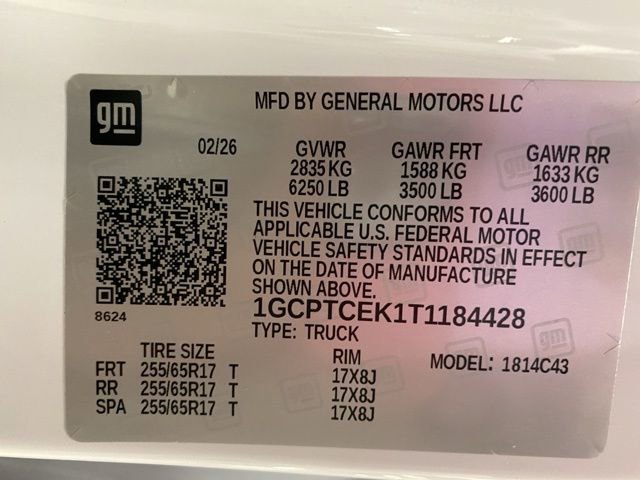 gm
MFD BY GENERAL MOTORS LLC
02/26 GVWR GAWR FRT GAWR RR
2835 KG 1588 KG 1633 KG
6250 LB 3500 LB 3600 LB
THIS VEHICLE CONFORMS TO ALL
APPLICABLE U.S. FEDERAL MOTOR
VEHICLE SAFETY STANDARDS IN EFFECT
ON THE DATE OF MANUFACTURE
SHOWN ABOVE.
8624
1GCPTCEK1T1184428
TYPE: TRUCK
TIRE SIZE RIM MODEL: 1814C43
FRT 255/65R17 T 17X8J
RR 255/65R17 T 17X8J
SPA 255/65R17 T 17X8J